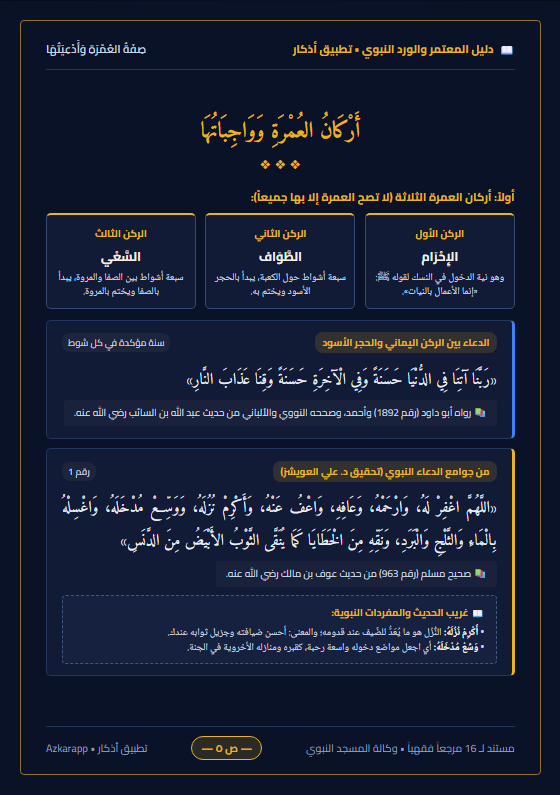 دليل المعتمر والورد النبوي • تطبيق أذكار
صِفَةُ العُمْرَة وَأَدْعِيَتُهَا
أَرْكَانُ العُمْرَةِ وَوَاجِبَاتُهَا
أولاً: أركان العمرة الثلاثة (لا تصح العمرة إلا بها جميعاً):
الركن الأول
الإِحْرَام
وهو نية الدخول في النسك لقوله ﷺ:
«إنما الأعمال بالنيات».
الركن الثاني
الطَّوَاف
سبعة أشواط حول الكعبة، يبدأ بالحجر
الأسود ويختم به.
الركن الثالث
السَّعْي
سبعة أشواط بين الصفا والمروة، يبدأ
بالصفا ويختم بالمروة.
الدعاء بين الركن اليماني والحجر الأسود
سنة مؤكدة في كل شوط
«رَبَّنَا آتِنَا فِي الدُّنْيَا حَسَنَةً وَفِي الْآخِرَةِ حَسَنَةً وَقِنَا عَذَابَ النَّارِ»
رواه أبو داود (رقم 1892) وأحمد، وصححه النووي والألباني من حديث عبد الله بن السائب رضي الله عنه.
من جوامع الدعاء النبوي (تحقيق د. علي العويشز)
رقم 1
«اللَّهُمَّ اغْفِرْ لَهُ، وَارْحَمْهُ، وَعَافِهِ، وَاعْفُ عَنْهُ، وَأَكْرِمْ نُزُلَهُ، وَوَسِّعْ مُدْخَلَهُ، وَاغْسِلْهُ
بِالْمَاءِ وَالثَّلْجِ وَالْبَرَدِ، وَنَقِّهِ مِنَ الْخَطَايَا كَمَا يُنَقَّى الثَّوْبُ الأَبْيَضُ مِنَ الدَّنَسِ»
صحيح مسلم (رقم 963) من حديث عوف بن مالك رضي الله عنه.
غريب الحديث والمفردات النبوية:
• أَكْرِمْ نُزُلَهُ: النُّزُل هو ما يُعَدُّ للضيف عند قدومه؛ والمعنى: أحسن ضيافته وجزيل ثوابه عندك.
• وَسِّعْ مُدْخَلَهُ: أي اجعل مواضع دخوله واسعة رحبة، كقبره ومنازله الأخروية في الجنة.
مستند لـ 16 مرجعاً فقهياً • وكالة المسجد النبوي
— ص ٥ —
تطبيق أذكار • Azkarapp